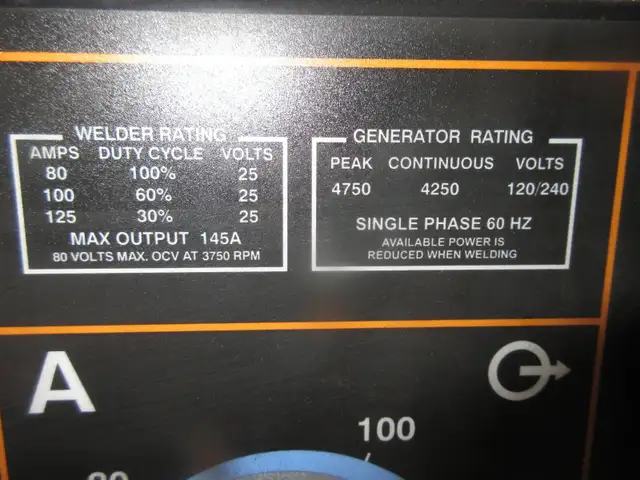 WELDER RATING
AMPS DUTY CYCLE VOLTS
80 100% 25
100 60% 25
125 30% 25
MAX OUTPUT 145A
80 VOLTS MAX. OCV AT 3750 RPM
GENERATOR RATING
PEAK CONTINUOUS VOLTS
4750 4250 120/240
SINGLE PHASE 60 HZ
AVAILABLE POWER IS
REDUCED WHEN WELDING
A
100